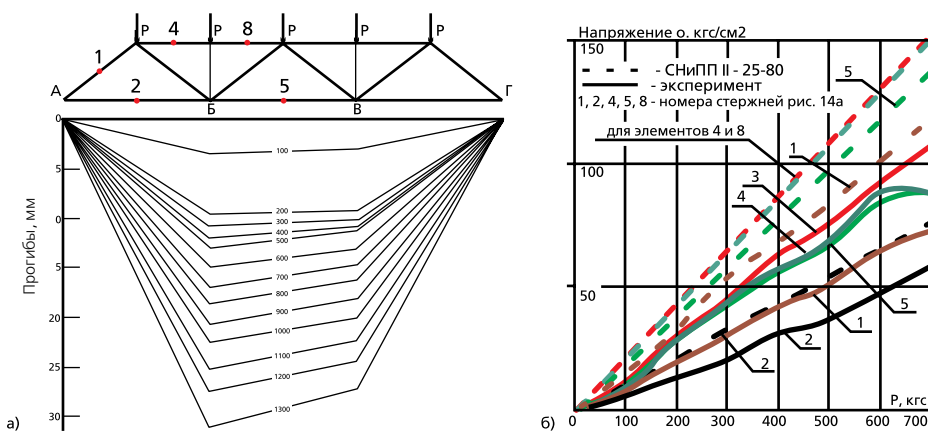 а)
P P P P P
1 4 8
А 2 Б 5 В Г
Прогибы, мм
0
5
0
5
20
25
30
100
200
300
400
500
600
700
800
900
1000
1100
1200
1300
б)
Напряжение о. кгс/см2
150
- СНиПП II - 25-80
- эксперимент
1, 2, 4, 5, 8 - номера стержней рис. 14а
для элементов 4 и 8
5
1
100
3
4
50
5
1
2
2
P, кгс
0 100 200 300 400 500 600 700